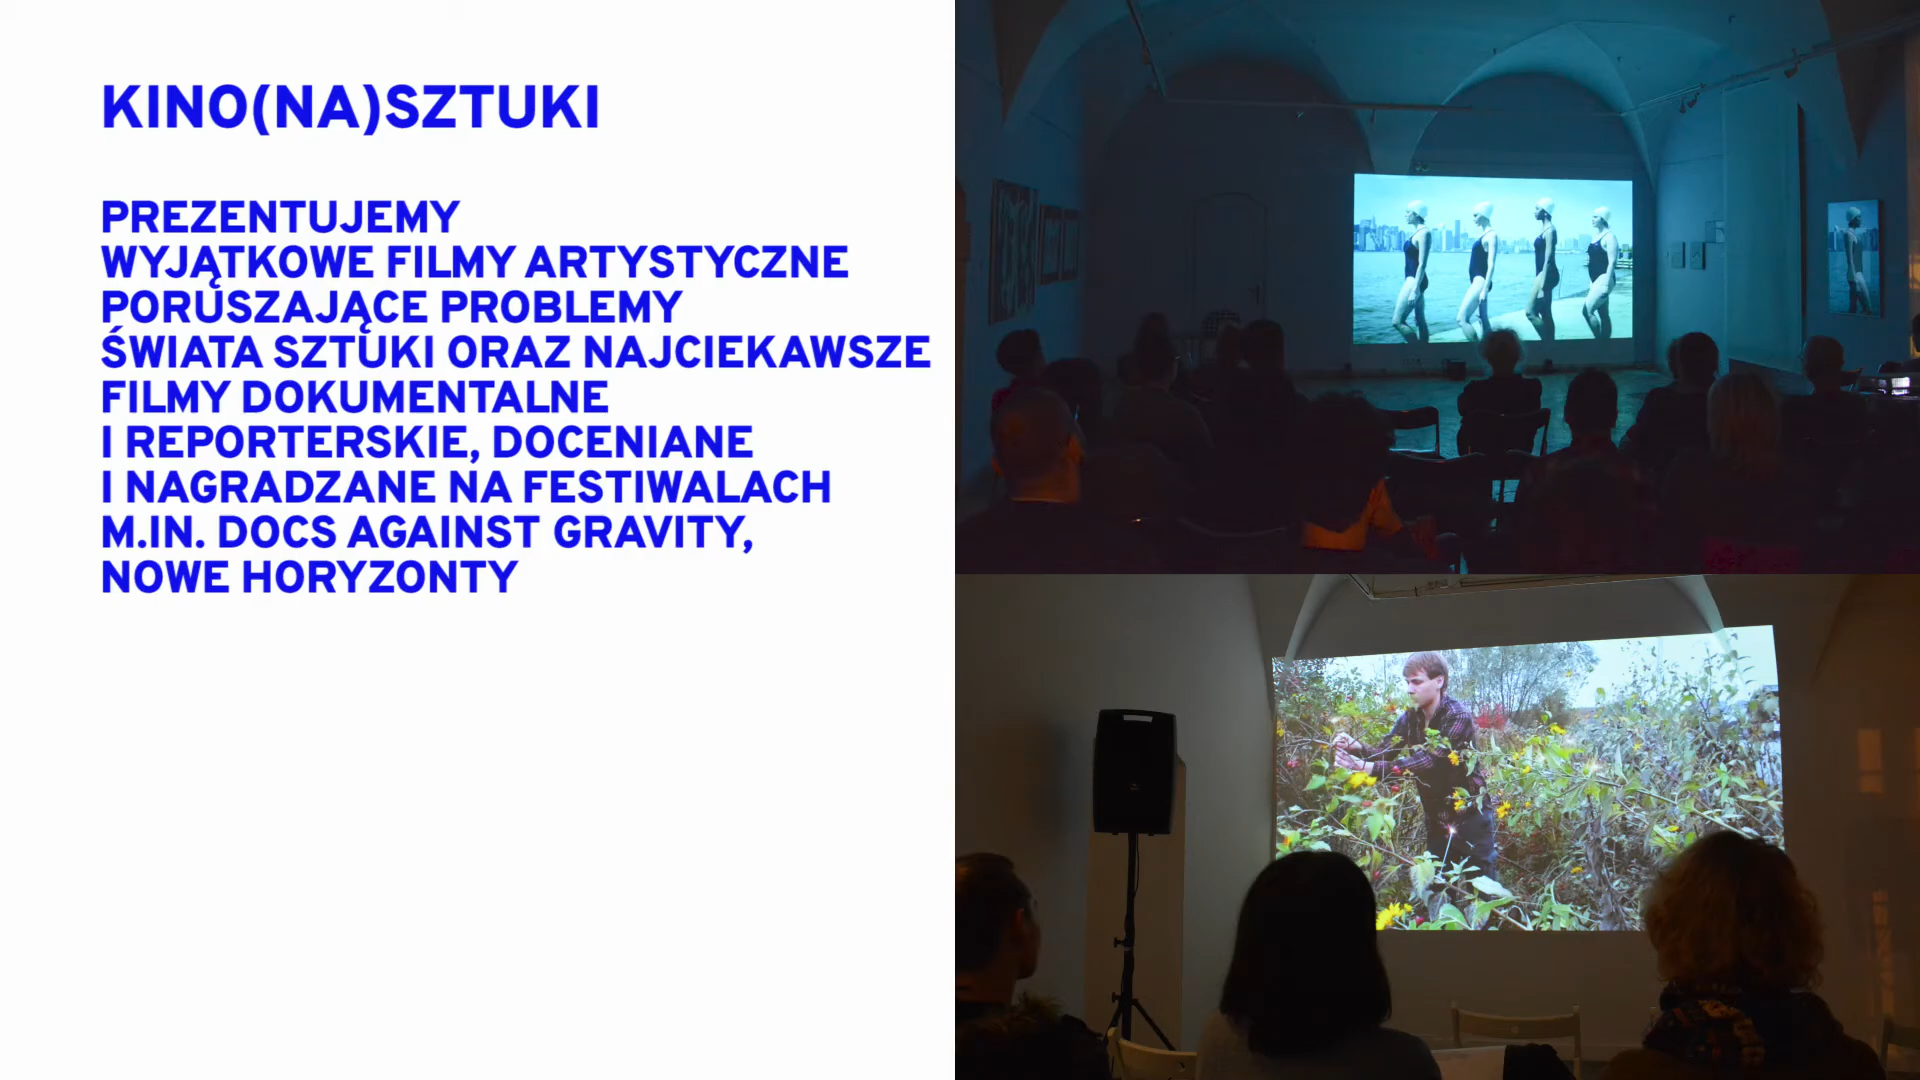 KINO(NA)SZTUKI
PREZENTUJEMY
WYJĄTKOWE FILMY ARTYSTYCZNE
PORUSZAJĄCE PROBLEMY
ŚWIATA SZTUKI ORAZ NAJCIEKAWSZE
FILMY DOKUMENTALNE
I REPORTERSKIE, DOCENIANE
I NAGRADZANE NA FESTIWALACH
M.IN. DOCS AGAINST GRAVITY,
NOWE HORYZONTY